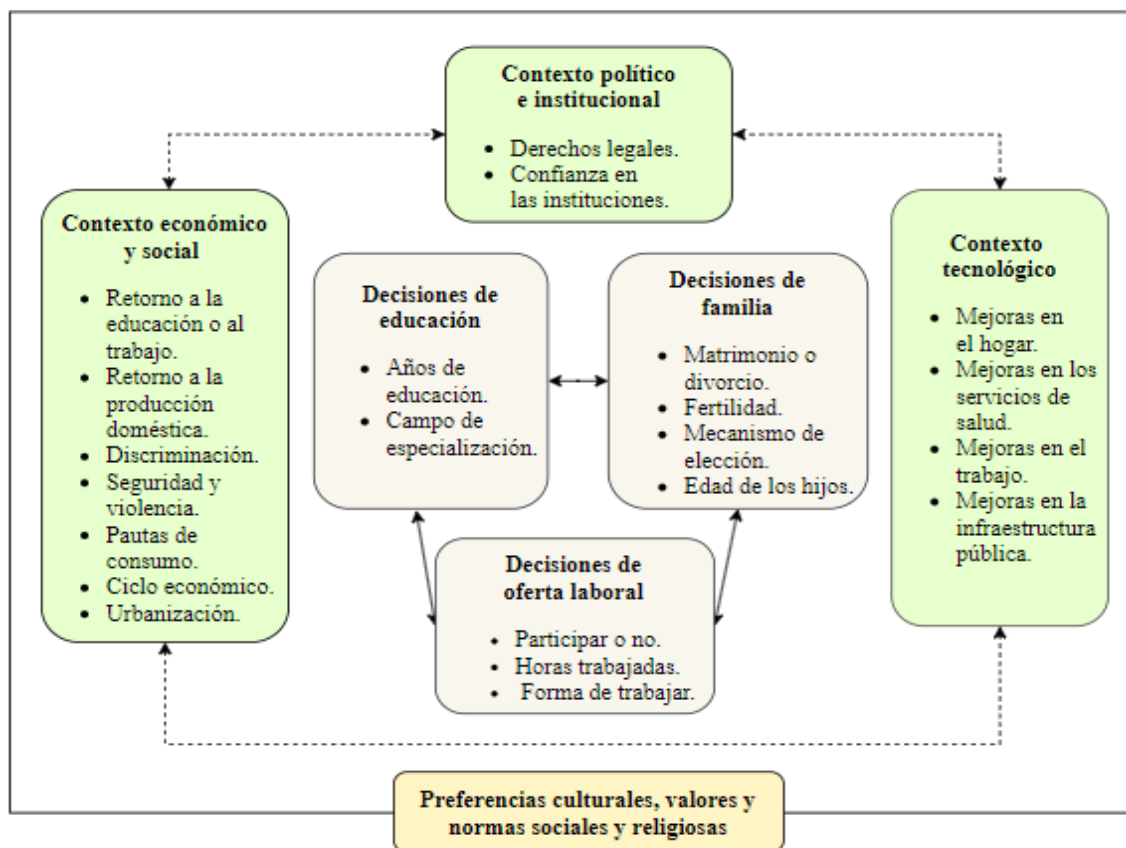 Contexto político
e institucional
• Derechos legales.
• Confianza en
las instituciones.
Contexto económico
y social
• Retorno a la
educación o al
trabajo.
• Retorno a la
producción
doméstica.
• Discriminación.
• Seguridad y
violencia.
• Pautas de
consumo.
• Ciclo económico.
• Urbanización.
Decisiones de
educación
• Años de
educación.
• Campo de
especialización.
Decisiones de
familia
• Matrimonio o
divorcio.
• Fertilidad.
• Mecanismo de
elección.
• Edad de los hijos.
Contexto
tecnológico
• Mejoras en
el hogar.
• Mejoras en los
servicios de
salud.
• Mejoras en el
trabajo.
• Mejoras en la
infraestructura
pública.
Decisiones de
oferta laboral
• Participar o no.
• Horas trabajadas.
• Forma de trabajar.
Preferencias culturales, valores y
normas sociales y religiosas